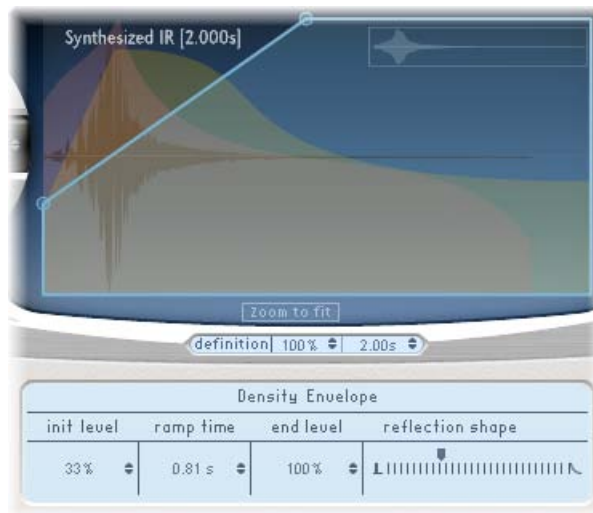 Synthesized IR [2.000s]
Zoom to fit
definition 100% 2.00s
Density Envelope
init level ramp time end level reflection shape
33% 0.81 s 100%